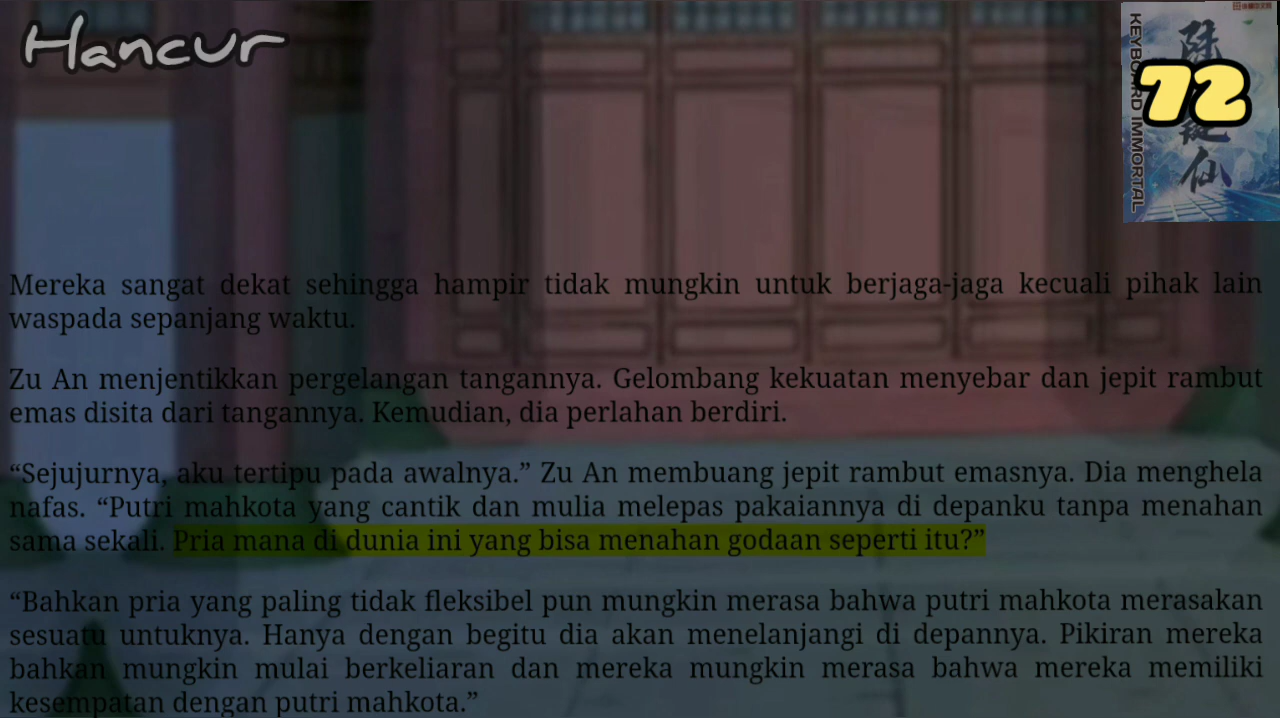 Hancur
KEYBOARD IMMORTAL
72
Mereka sangat dekat sehingga hampir tidak mungkin untuk berjaga-jaga kecuali pihak lain
waspada sepanjang waktu.
Zu An menjentikkan pergelangan tangannya. Gelombang kekuatan menyebar dan jepit rambut
emas disita dari tangannya. Kemudian, dia perlahan berdiri.
“Sejujurnya, aku tertipu pada awalnya.” Zu An membuang jepit rambut emasnya. Dia menghela
nafas. “Putri mahkota yang cantik dan mulia melepas pakaiannya di depanku tanpa menahan
sama sekali. Pria mana di dunia ini yang bisa menahan godaan seperti itu?”
“Bahkan pria yang paling tidak fleksibel pun mungkin merasa bahwa putri mahkota merasakan
sesuatu untuknya. Hanya dengan begitu dia akan menelanjangi di depannya. Pikiran mereka
bahkan mungkin mulai berkeliaran dan mereka mungkin merasa bahwa mereka memiliki
kesempatan dengan putri mahkota.”